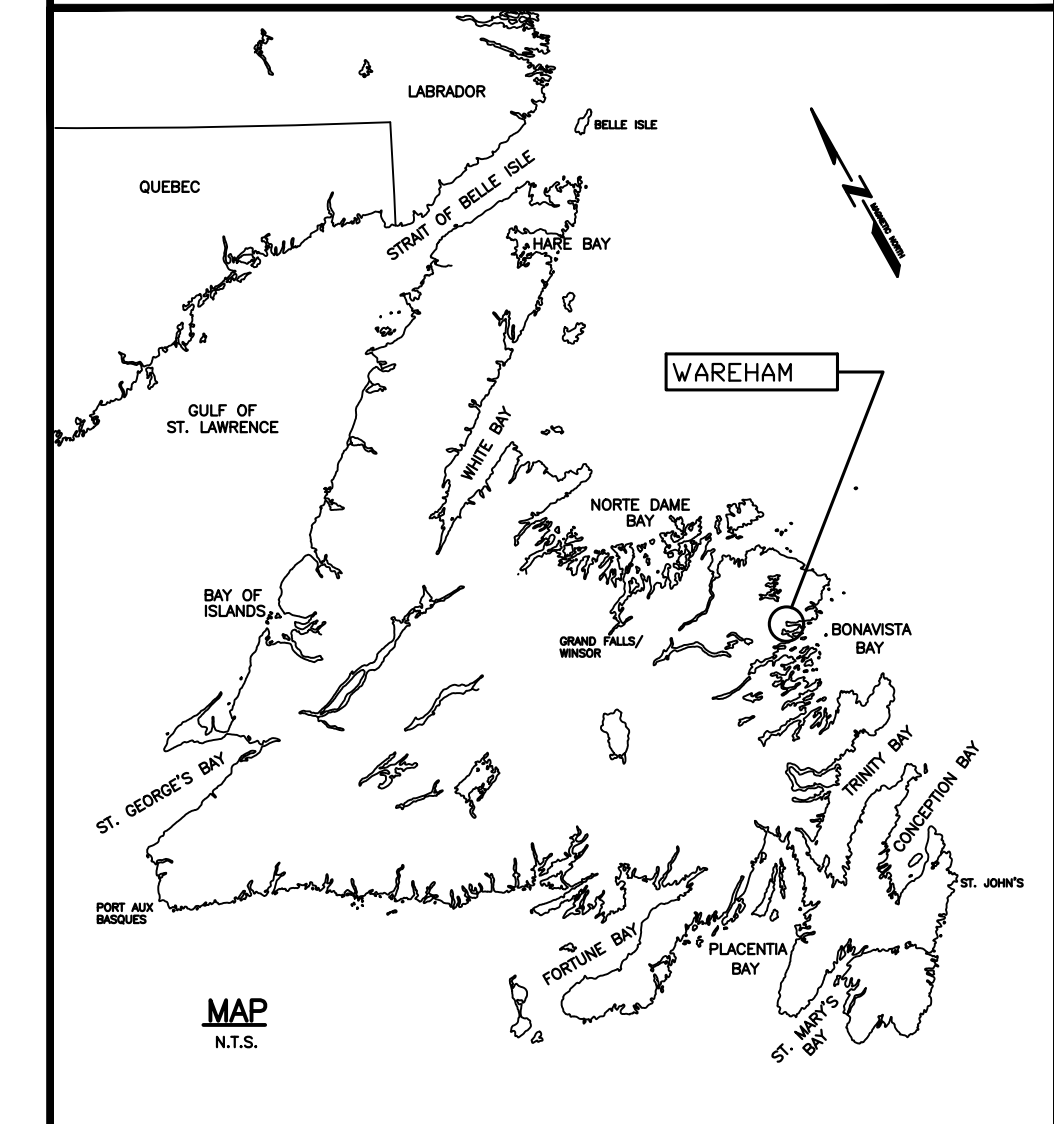 LABRADOR
BELLE ISLE
QUEBEC
STRAIT OF BELLE ISLE
N
MAGNETIC NORTH
HARE BAY
WAREHAM
GULF OF
ST. LAWRENCE
WHITE BAY
NORTE DAME
BAY
BAY OF
ISLANDS
GRAND FALLS/
WINSOR
BONAVISTA
BAY
ST. GEORGE'S BAY
TRINITY BAY
CONCEPTION BAY
ST. JOHN'S
PORT AUX
BASQUES
FORTUNE BAY
PLACENTIA
BAY
ST. MARY'S
BAY
MAP
N.T.S.